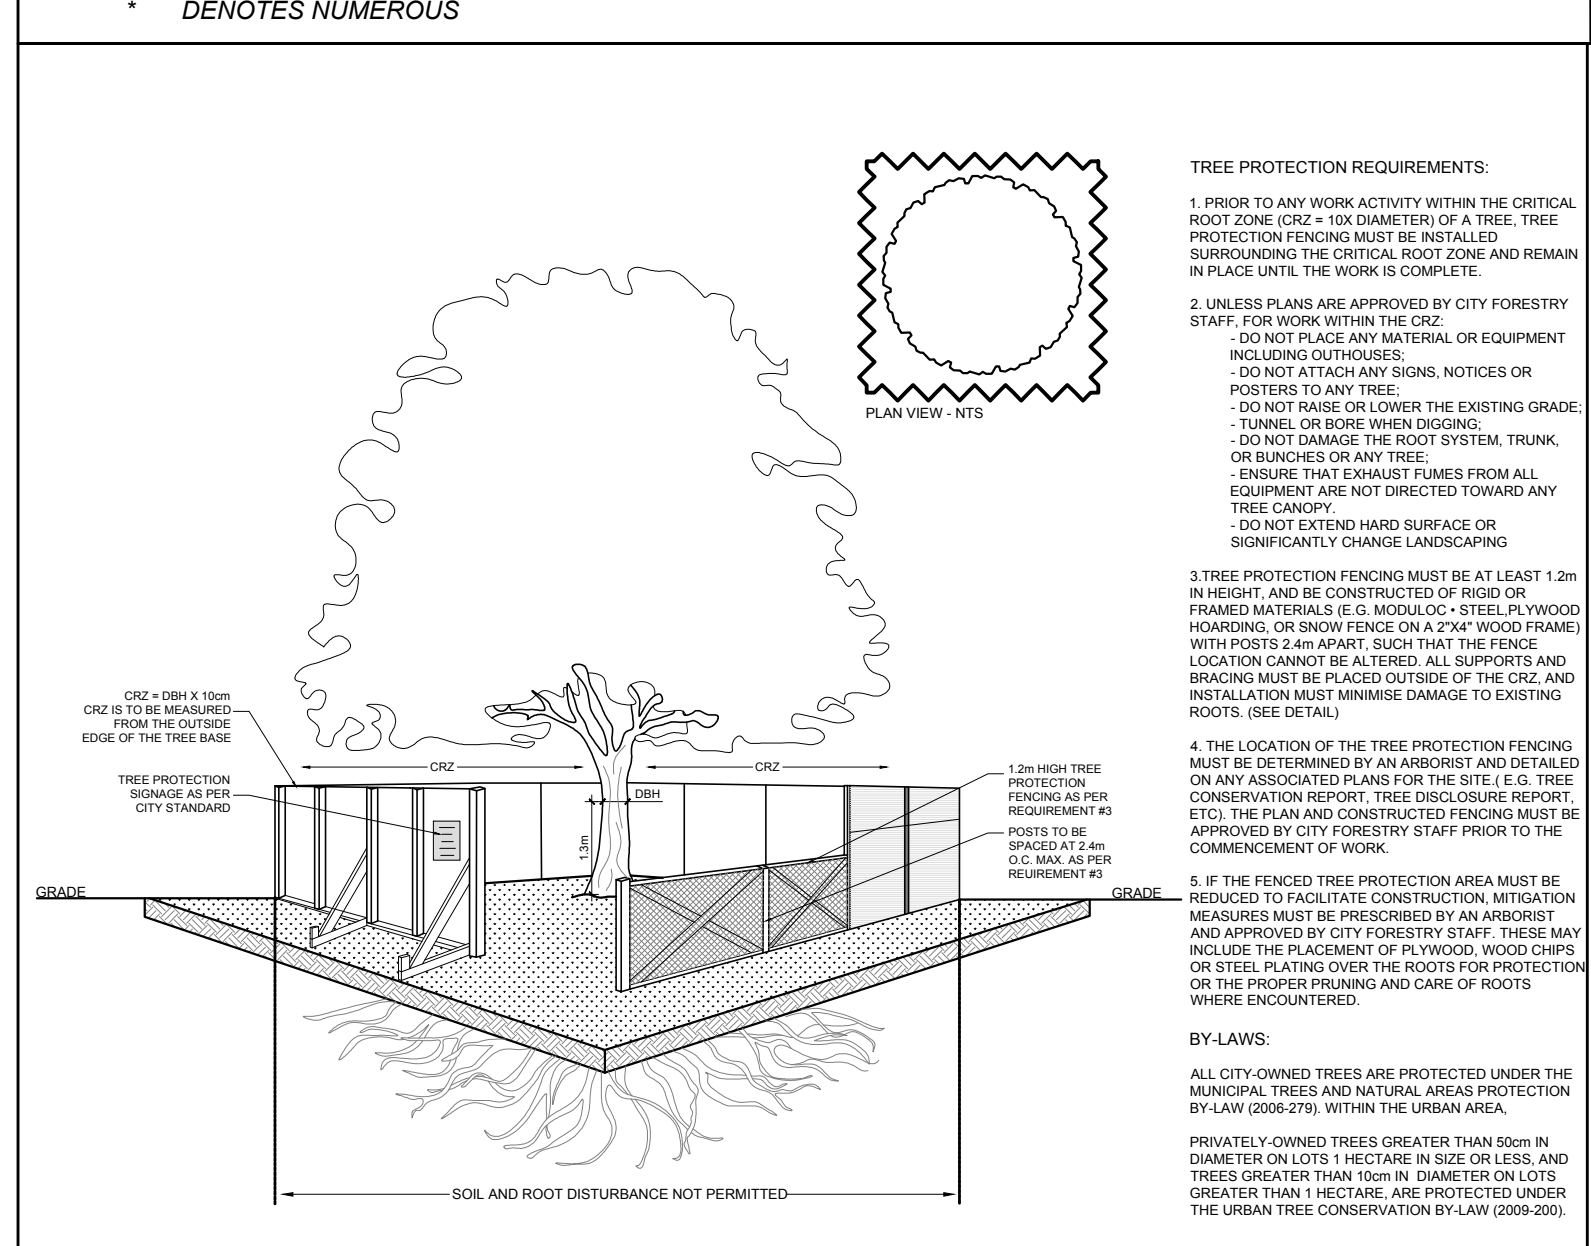 * DENOTES NUMEROUS
PLAN VIEW - NTS
CRZ = DBH X 10cm
CRZ IS TO BE MEASURED
FROM THE OUTSIDE
EDGE OF THE TREE BASE
TREE PROTECTION
SIGNAGE AS PER
CITY STANDARD
CRZ
CRZ
DBH
1.3m
1.2m HIGH TREE
PROTECTION
FENCING AS PER
REQUIREMENT #3
POSTS TO BE
SPACED AT 2.4m
O.C. MAX. AS PER
REUIREMENT #3
GRADE
GRADE
SOIL AND ROOT DISTURBANCE NOT PERMITTED
TREE PROTECTION REQUIREMENTS:
1. PRIOR TO ANY WORK ACTIVITY WITHIN THE CRITICAL
ROOT ZONE (CRZ = 10X DIAMETER) OF A TREE, TREE
PROTECTION FENCING MUST BE INSTALLED
SURROUNDING THE CRITICAL ROOT ZONE AND REMAIN
IN PLACE UNTIL THE WORK IS COMPLETE.
2. UNLESS PLANS ARE APPROVED BY CITY FORESTRY
STAFF, FOR WORK WITHIN THE CRZ:
- DO NOT PLACE ANY MATERIAL OR EQUIPMENT
INCLUDING OUTHOUSES;
- DO NOT ATTACH ANY SIGNS, NOTICES OR
POSTERS TO ANY TREE;
- DO NOT RAISE OR LOWER THE EXISTING GRADE;
- TUNNEL OR BORE WHEN DIGGING;
- DO NOT DAMAGE THE ROOT SYSTEM, TRUNK,
OR BUNCHES OR ANY TREE;
- ENSURE THAT EXHAUST FUMES FROM ALL
EQUIPMENT ARE NOT DIRECTED TOWARD ANY
TREE CANOPY.
- DO NOT EXTEND HARD SURFACE OR
SIGNIFICANTLY CHANGE LANDSCAPING
3.TREE PROTECTION FENCING MUST BE AT LEAST 1.2m
IN HEIGHT, AND BE CONSTRUCTED OF RIGID OR
FRAMED MATERIALS (E.G. MODULOC • STEEL,PLYWOOD
HOARDING, OR SNOW FENCE ON A 2"X4" WOOD FRAME)
WITH POSTS 2.4m APART, SUCH THAT THE FENCE
LOCATION CANNOT BE ALTERED. ALL SUPPORTS AND
BRACING MUST BE PLACED OUTSIDE OF THE CRZ, AND
INSTALLATION MUST MINIMISE DAMAGE TO EXISTING
ROOTS. (SEE DETAIL)
4. THE LOCATION OF THE TREE PROTECTION FENCING
MUST BE DETERMINED BY AN ARBORIST AND DETAILED
ON ANY ASSOCIATED PLANS FOR THE SITE.( E.G. TREE
CONSERVATION REPORT, TREE DISCLOSURE REPORT,
ETC). THE PLAN AND CONSTRUCTED FENCING MUST BE
APPROVED BY CITY FORESTRY STAFF PRIOR TO THE
COMMENCEMENT OF WORK.
5. IF THE FENCED TREE PROTECTION AREA MUST BE
REDUCED TO FACILITATE CONSTRUCTION, MITIGATION
MEASURES MUST BE PRESCRIBED BY AN ARBORIST
AND APPROVED BY CITY FORESTRY STAFF. THESE MAY
INCLUDE THE PLACEMENT OF PLYWOOD, WOOD CHIPS
OR STEEL PLATING OVER THE ROOTS FOR PROTECTION
OR THE PROPER PRUNING AND CARE OF ROOTS
WHERE ENCOUNTERED.
BY-LAWS:
ALL CITY-OWNED TREES ARE PROTECTED UNDER THE
MUNICIPAL TREES AND NATURAL AREAS PROTECTION
BY-LAW (2006-279). WITHIN THE URBAN AREA,
PRIVATELY-OWNED TREES GREATER THAN 50cm IN
DIAMETER ON LOTS 1 HECTARE IN SIZE OR LESS, AND
TREES GREATER THAN 10cm IN DIAMETER ON LOTS
GREATER THAN 1 HECTARE, ARE PROTECTED UNDER
THE URBAN TREE CONSERVATION BY-LAW (2009-200).